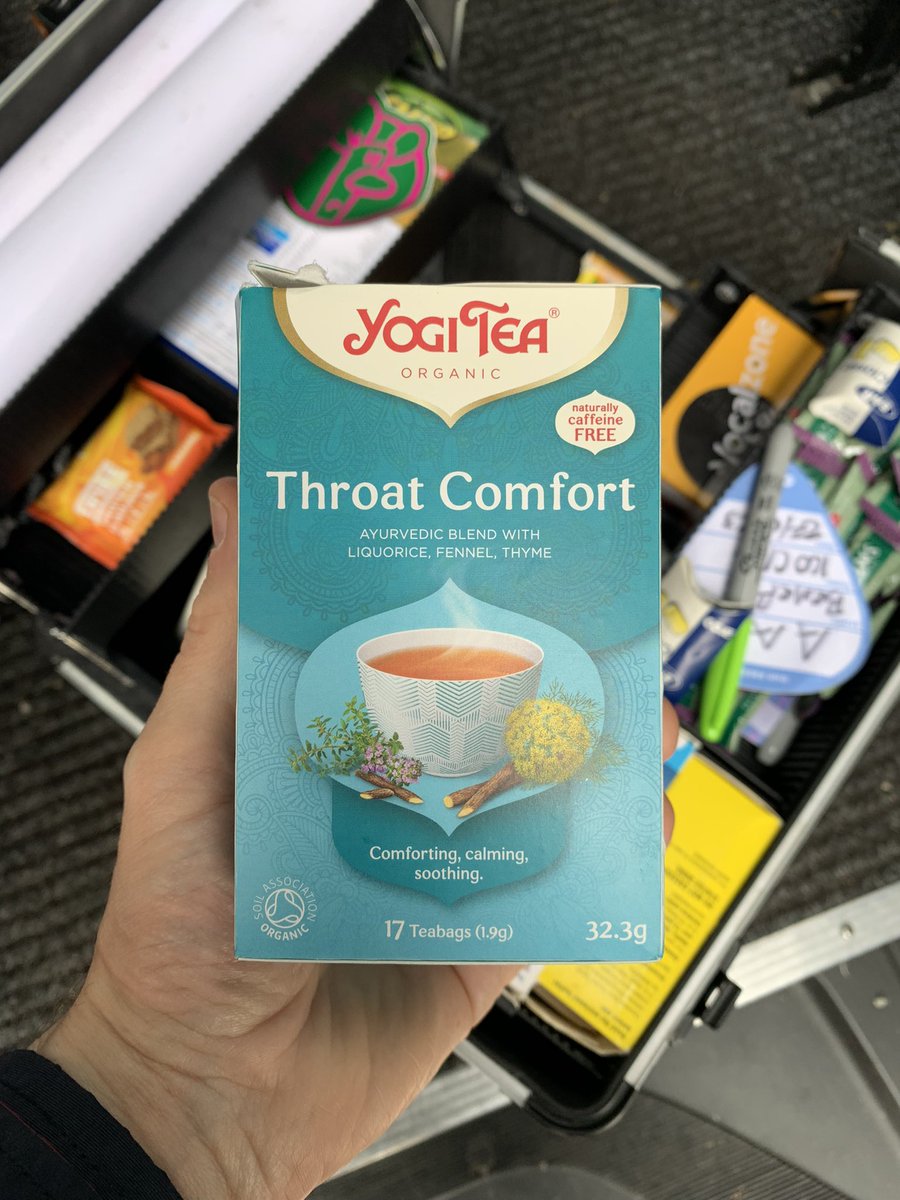 YOGI TEA®
ORGANIC
naturally
caffeine
FREE
Throat Comfort
AYURVEDIC BLEND WITH
LIQUORICE, FENNEL, THYME
Comforting, calming,
soothing.
SOIL ASSOCIATION
ORGANIC
17 Teabags (1.9g)
32.3g
Vocalzone